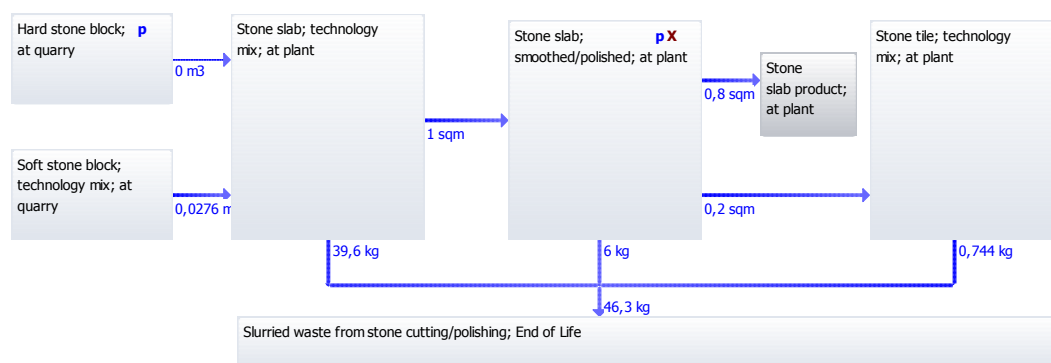 Hard stone block; p
at quarry
0 m3
Soft stone block;
technology mix; at
quarry
0,0276 m
Stone slab; technology
mix; at plant
1 sqm
Stone slab; p X
smoothed/polished; at plant
0,8 sqm
Stone
slab product;
at plant
0,2 sqm
Stone tile; technology
mix; at plant
39,6 kg
6 kg
0,744 kg
46,3 kg
Slurried waste from stone cutting/polishing; End of Life